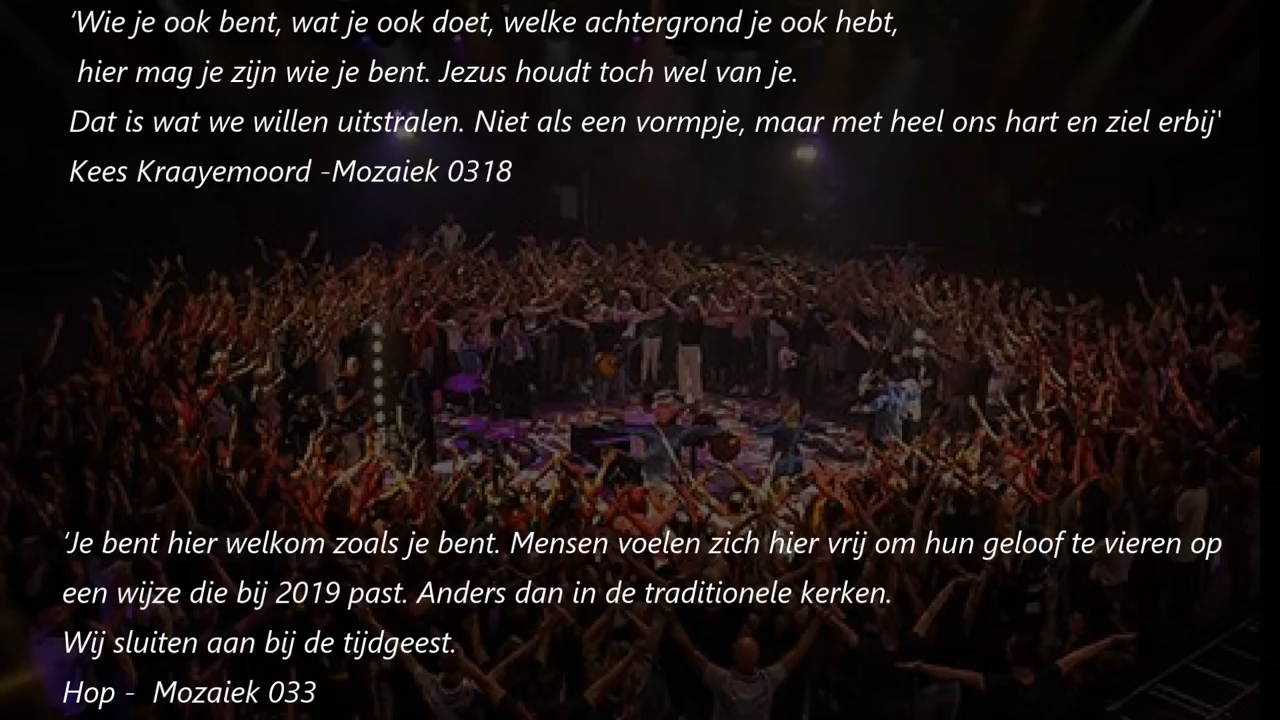 ‘Wie je ook bent, wat je ook doet, welke achtergrond je ook hebt,
hier mag je zijn wie je bent. Jezus houdt toch wel van je.
Dat is wat we willen uitstralen. Niet als een vormpje, maar met heel ons hart en ziel erbij'
Kees Kraayemoord -Mozaiek 0318
‘Je bent hier welkom zoals je bent. Mensen voelen zich hier vrij om hun geloof te vieren op
een wijze die bij 2019 past. Anders dan in de traditionele kerken.
Wij sluiten aan bij de tijdgeest.
Hop - Mozaiek 033